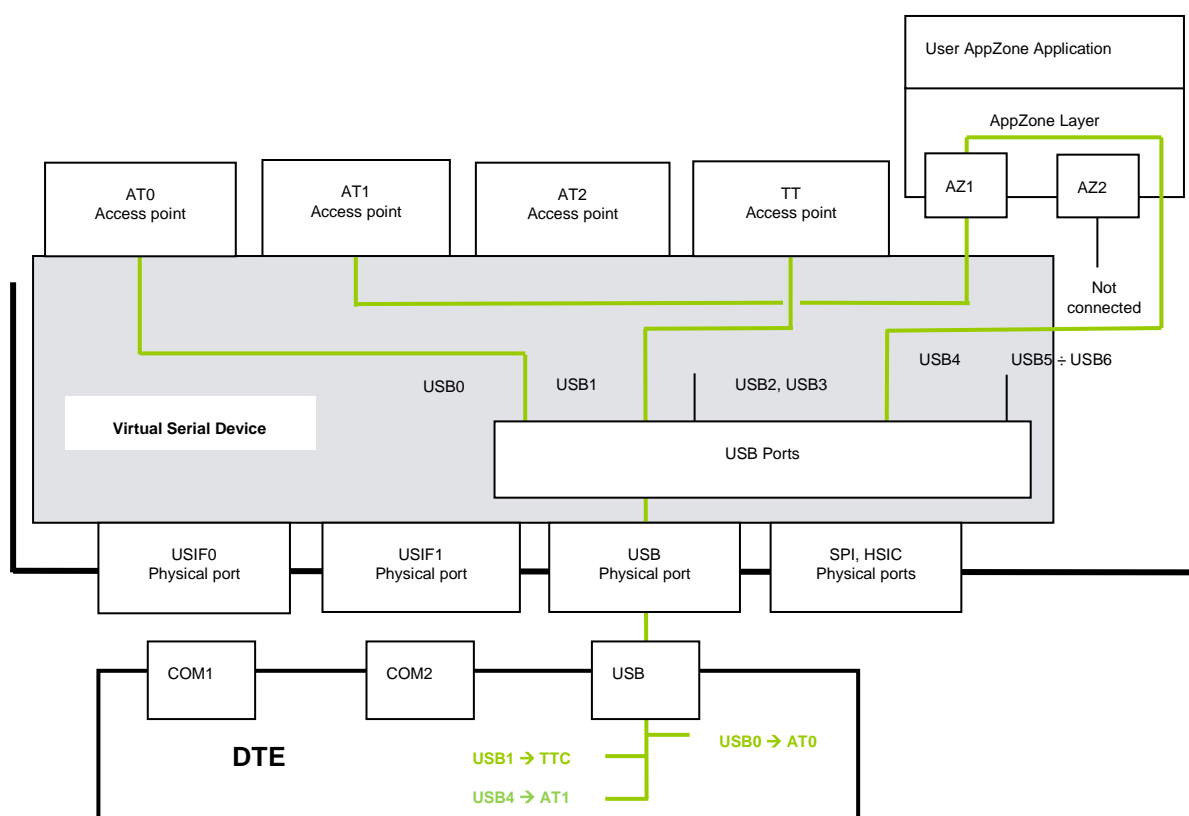 User AppZone Application
AppZone Layer
AT0
Access point
AT1
Access point
AT2
Access point
TT
Access point
AZ1
AZ2
Not
connected
USB0
USB1
USB2, USB3
USB4
USB5 ÷ USB6
Virtual Serial Device
USB Ports
USIF0
Physical port
USIF1
Physical port
USB
Physical port
SPI, HSIC
Physical ports
COM1
COM2
USB
DTE
USB0 → AT0
USB1 → TTC
USB4 → AT1